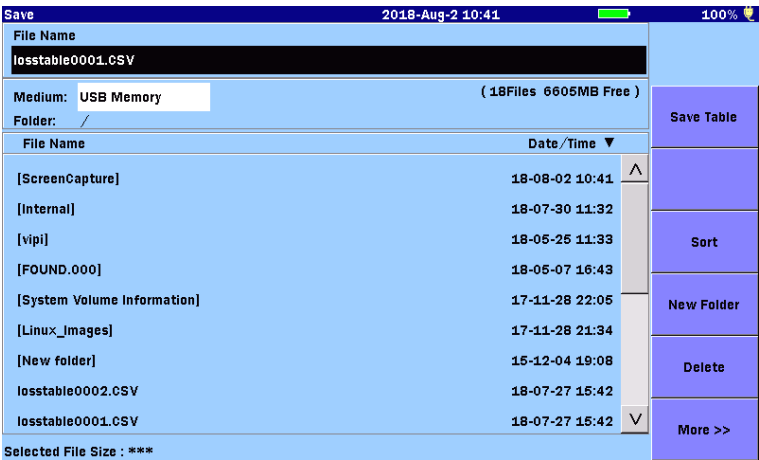 Save 2018-Aug-2 10:41 100%
File Name
losstable0001.CSV
Medium: USB Memory (18Files 6605MB Free)
Folder: /
File Name Date/Time ▼
[ScreenCapture] 18-08-02 10:41
[Internal] 18-07-30 11:32
[vipi] 18-05-25 11:33
[FOUND.000] 18-05-07 16:43
[System Volume Information] 17-11-28 22:05
[Linux_Images] 17-11-28 21:34
[New folder] 15-12-04 19:08
losstable0002.CSV 18-07-27 15:42
losstable0001.CSV 18-07-27 15:42
Selected File Size : ***
Save Table
Sort
New Folder
Delete
More >>